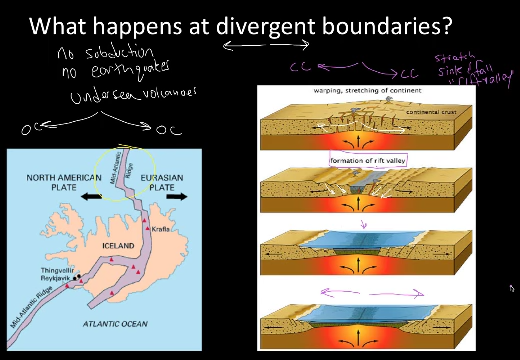 What happens at divergent boundaries?
no subduction
no earthquakes
Undersea volcanoes
OC
OC
CC
CC
stretch
sink / fall
"rift valley
warping, stretching of continent
continental crust
formation of rift valley
Mid-Atlantic
Ridge
NORTH AMERICAN
PLATE
EURASIAN
PLATE
Krafla
ICELAND
Thingvellir
Reykjavik
Mid-Atlantic Ridge
ATLANTIC OCEAN